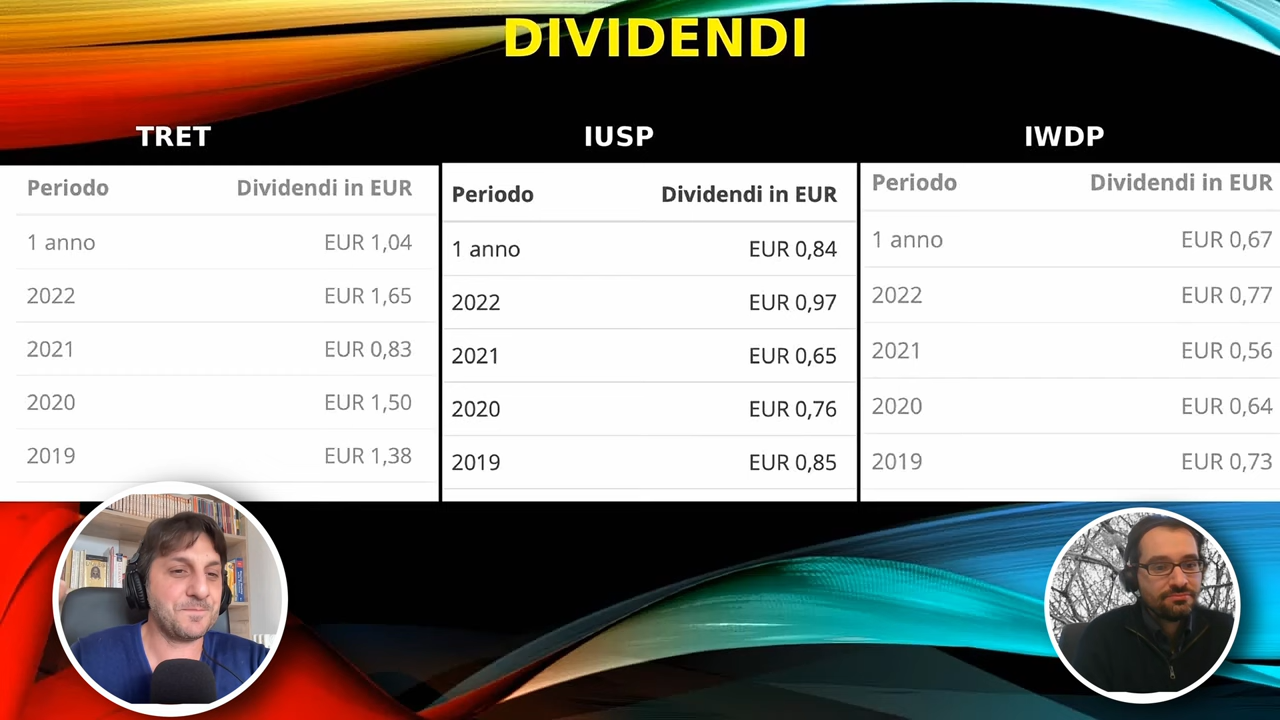 DIVIDENDI
TRET
Periodo Dividendi in EUR
1 anno EUR 1,04
2022 EUR 1,65
2021 EUR 0,83
2020 EUR 1,50
2019 EUR 1,38
IUSP
Periodo Dividendi in EUR
1 anno EUR 0,84
2022 EUR 0,97
2021 EUR 0,65
2020 EUR 0,76
2019 EUR 0,85
IWDP
Periodo Dividendi in EUR
1 anno EUR 0,67
2022 EUR 0,77
2021 EUR 0,56
2020 EUR 0,64
2019 EUR 0,73